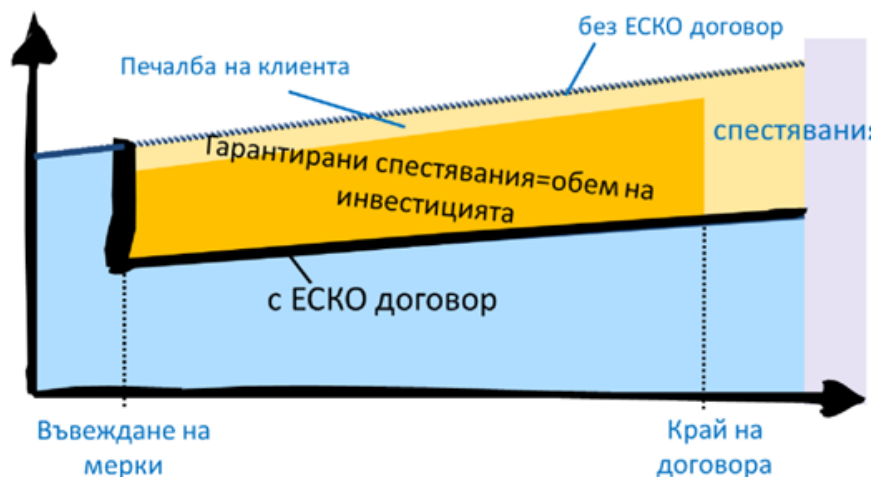 без ЕСКО договор
Печалба на клиента
спестявания
Гарантирани спестявания=обем на
инвестицията
с ЕСКО договор
Въвеждане на
мерки
Край на
договора